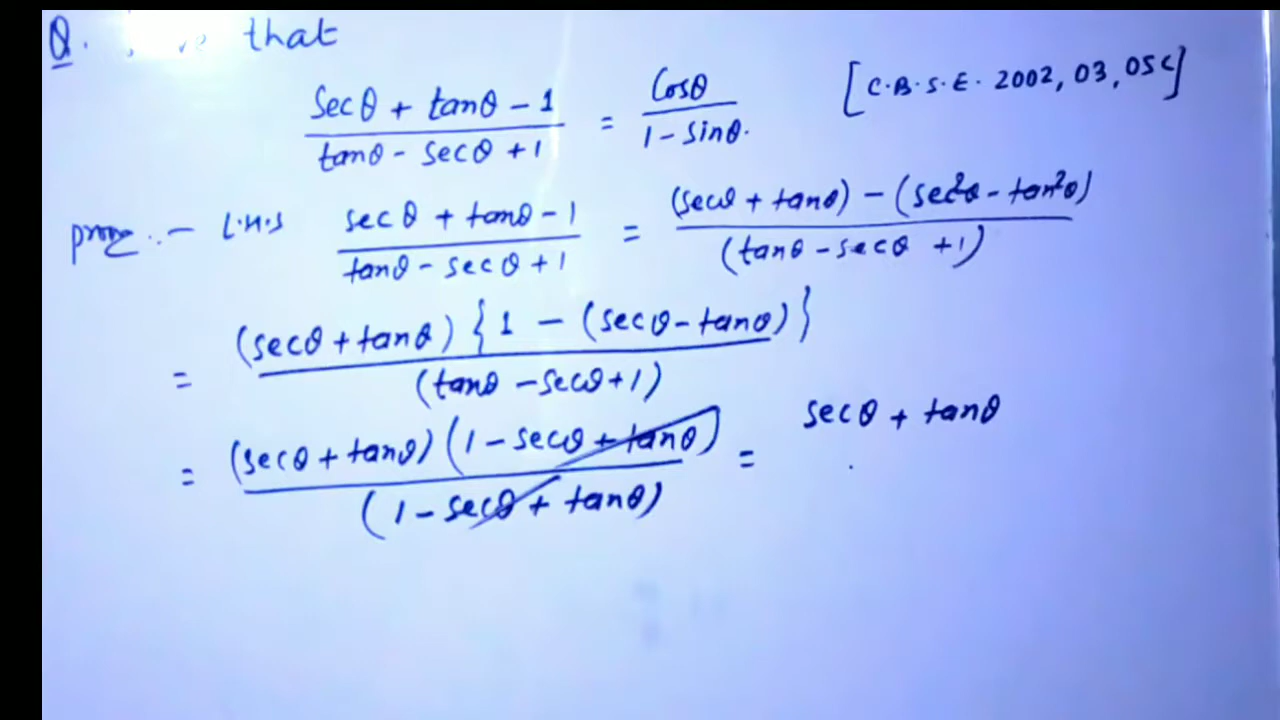 Q. that
secθ + tanθ - 1 / tanθ - secθ + 1 = Cosθ / 1 - sinθ. [C.B.S.E. 2002, 03, 05C]
L.H.S secθ + tanθ - 1 / tanθ - secθ + 1 = (secθ + tanθ) - (sec²θ - tan²θ) / (tanθ - secθ + 1)
= (secθ + tanθ) {1 - (secθ - tanθ)} / (tanθ - secθ + 1)
= (secθ + tanθ) (1 - secθ + tanθ) / (1 - secθ + tanθ) = secθ + tanθ